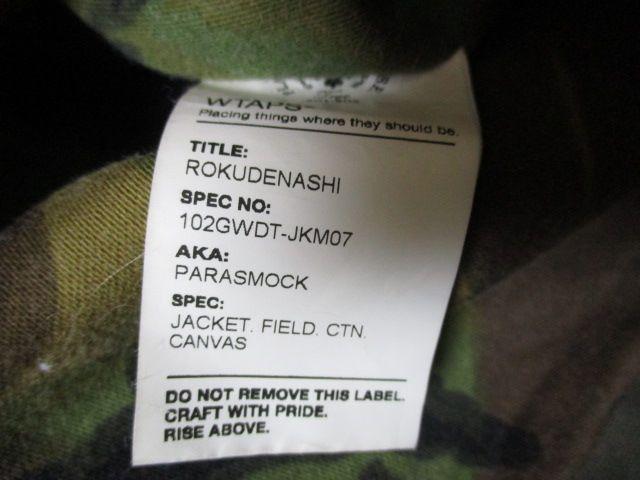 WTAPS
Placing things where they should be.
TITLE:
ROKUDENASHI
SPEC NO:
102GWDT-JKM07
AKA:
PARASMOCK
SPEC:
JACKET. FIELD. CTN.
CANVAS
DO NOT REMOVE THIS LABEL.
CRAFT WITH PRIDE.
RISE ABOVE.